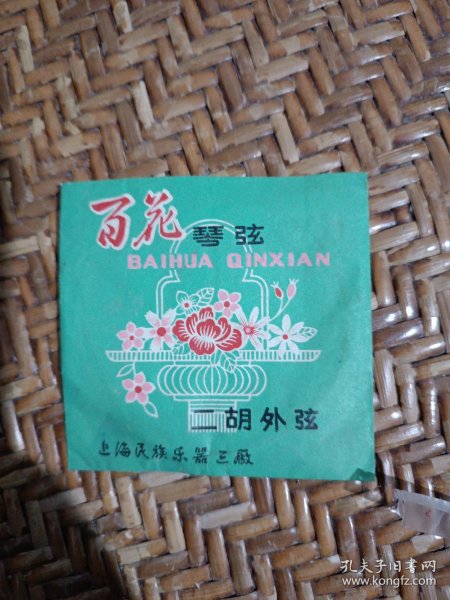 百花 琴弦
BAIHUA QINXIAN
二胡外弦
上海民族乐器三厰
孔夫子旧书网
www.kongfz.com